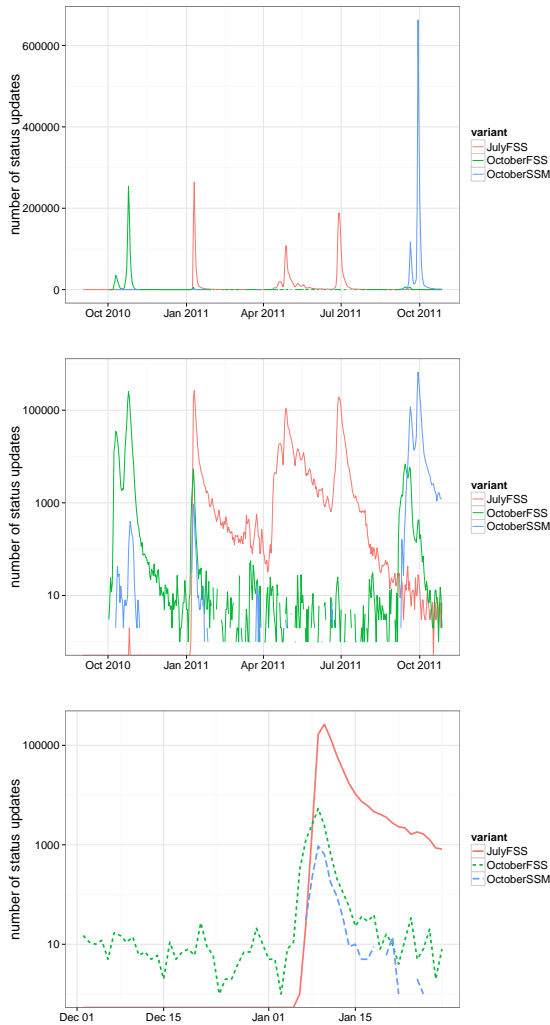 number of status updates
600000
400000
200000
0
Oct 2010 Jan 2011 Apr 2011 Jul 2011 Oct 2011
variant
JulyFSS
OctoberFSS
OctoberSSM
number of status updates
100000
1000
10
Oct 2010 Jan 2011 Apr 2011 Jul 2011 Oct 2011
variant
JulyFSS
OctoberFSS
OctoberSSM
number of status updates
100000
1000
10
Dec 01 Dec 15 Jan 01 Jan 15
variant
JulyFSS
OctoberFSS
OctoberSSM